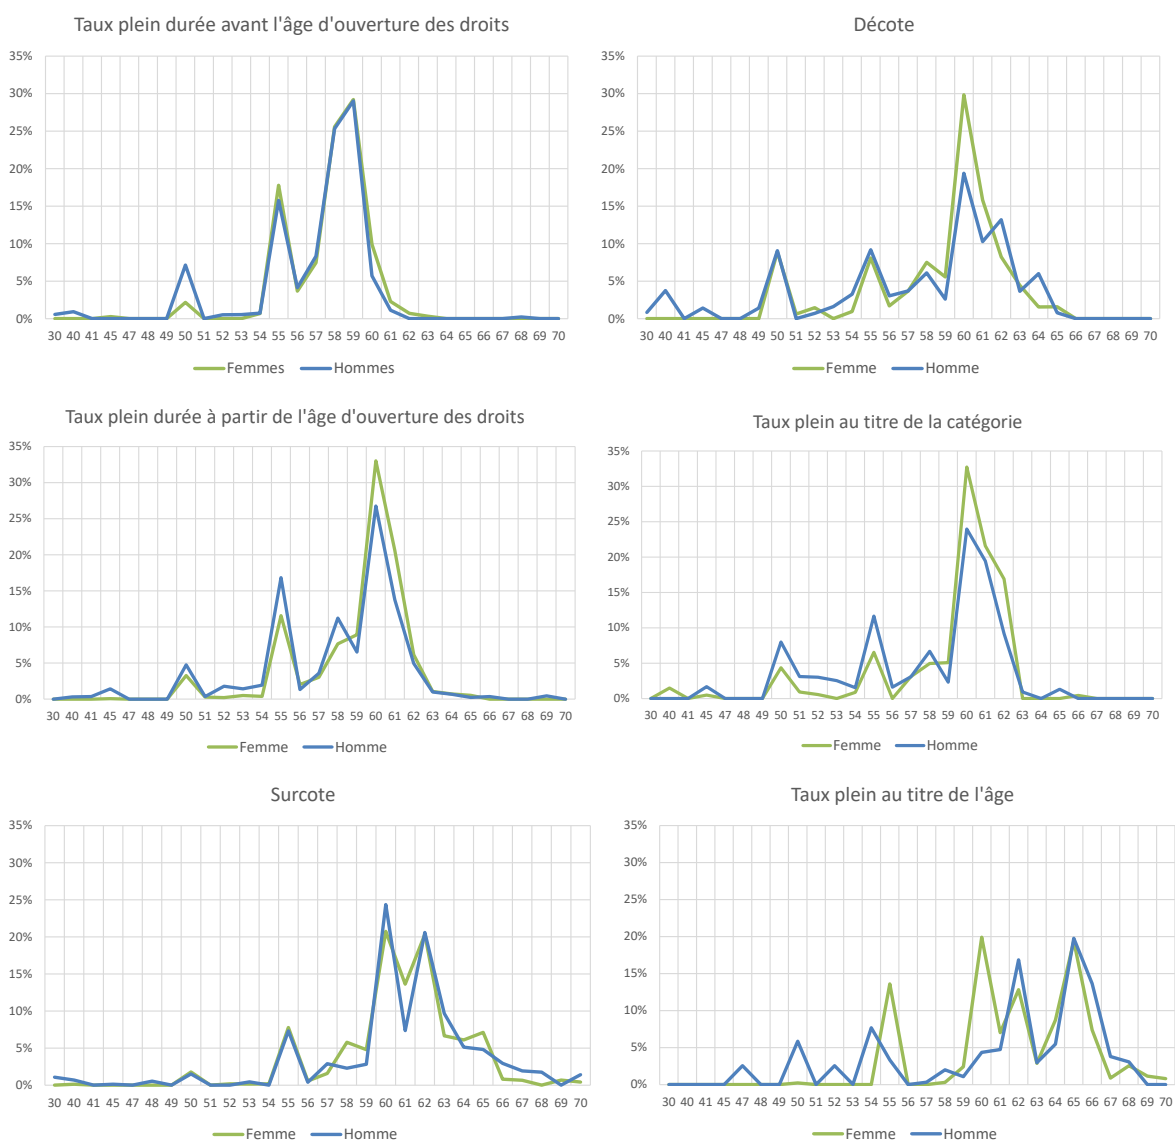 Taux plein durée avant l'âge d'ouverture des droits
35%
30%
25%
20%
15%
10%
5%
0%
30 40 41 45 47 48 49 50 51 52 53 54 55 56 57 58 59 60 61 62 63 64 65 66 67 68 69 70
Femmes Hommes
Décote
35%
30%
25%
20%
15%
10%
5%
0%
30 40 41 45 47 48 49 50 51 52 53 54 55 56 57 58 59 60 61 62 63 64 65 66 67 68 69 70
Femme Homme
Taux plein durée à partir de l'âge d'ouverture des droits
35%
30%
25%
20%
15%
10%
5%
0%
30 40 41 45 47 48 49 50 51 52 53 54 55 56 57 58 59 60 61 62 63 64 65 66 67 68 69 70
Femme Homme
Taux plein au titre de la catégorie
35%
30%
25%
20%
15%
10%
5%
0%
30 40 41 45 47 48 49 50 51 52 53 54 55 56 57 58 59 60 61 62 63 64 65 66 67 68 69 70
Femme Homme
Surcote
35%
30%
25%
20%
15%
10%
5%
0%
30 40 41 45 47 48 49 50 51 52 53 54 55 56 57 58 59 60 61 62 63 64 65 66 67 68 69 70
Femme Homme
Taux plein au titre de l'âge
35%
30%
25%
20%
15%
10%
5%
0%
30 40 41 45 47 48 49 50 51 52 53 54 55 56 57 58 59 60 61 62 63 64 65 66 67 68 69 70
Femme Homme